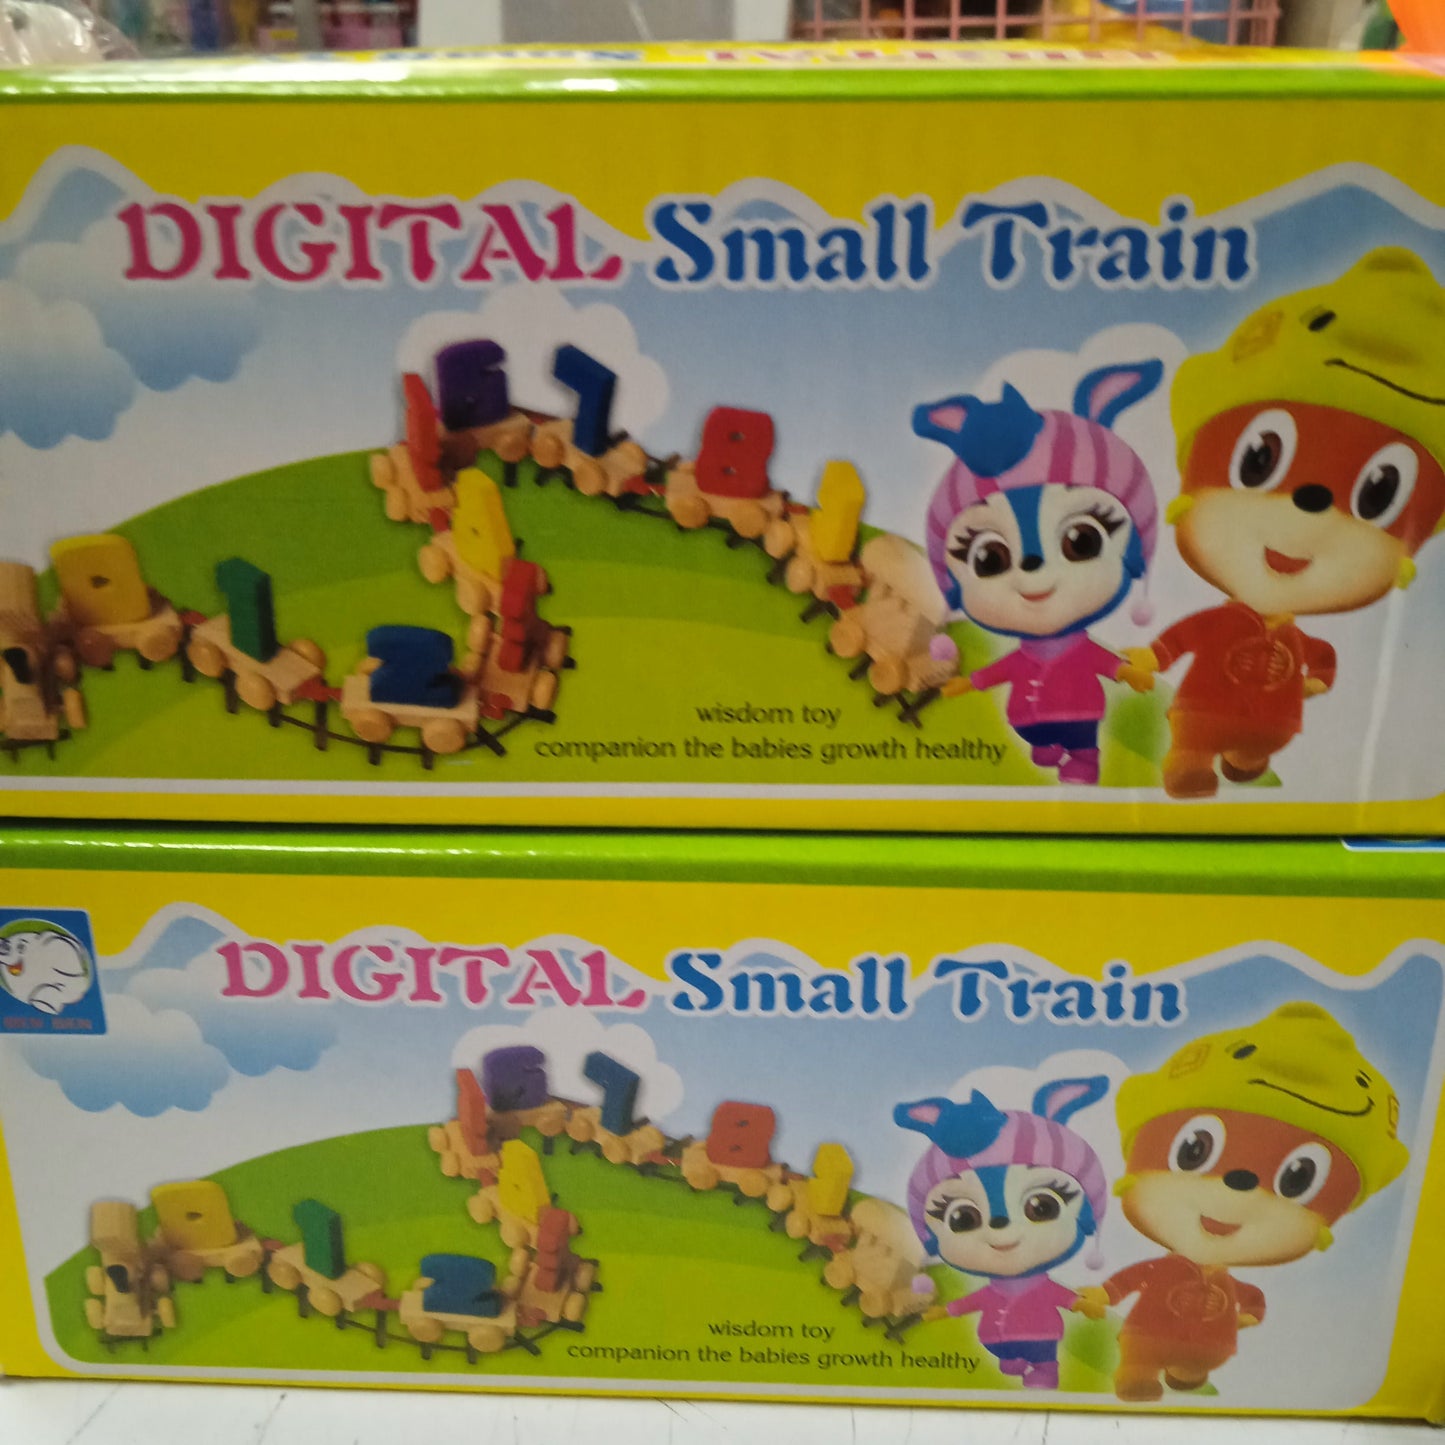 DIGITAL Small Train
wisdom toy
companion the babies growth healthy
DIGITAL Small Train
wisdom toy
companion the babies growth healthy